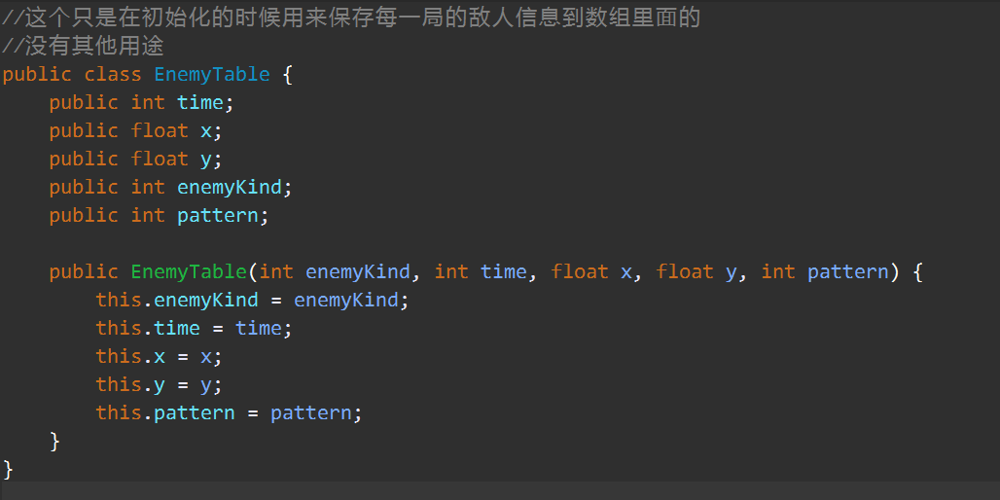 //这个只是在初始化的时候用来保存每一局的敌人信息到数组里面的
//没有其他用途
public class EnemyTable {
    public int time;
    public float x;
    public float y;
    public int enemyKind;
    public int pattern;

    public EnemyTable(int enemyKind, int time, float x, float y, int pattern) {
        this.enemyKind = enemyKind;
        this.time = time;
        this.x = x;
        this.y = y;
        this.pattern = pattern;
    }
}